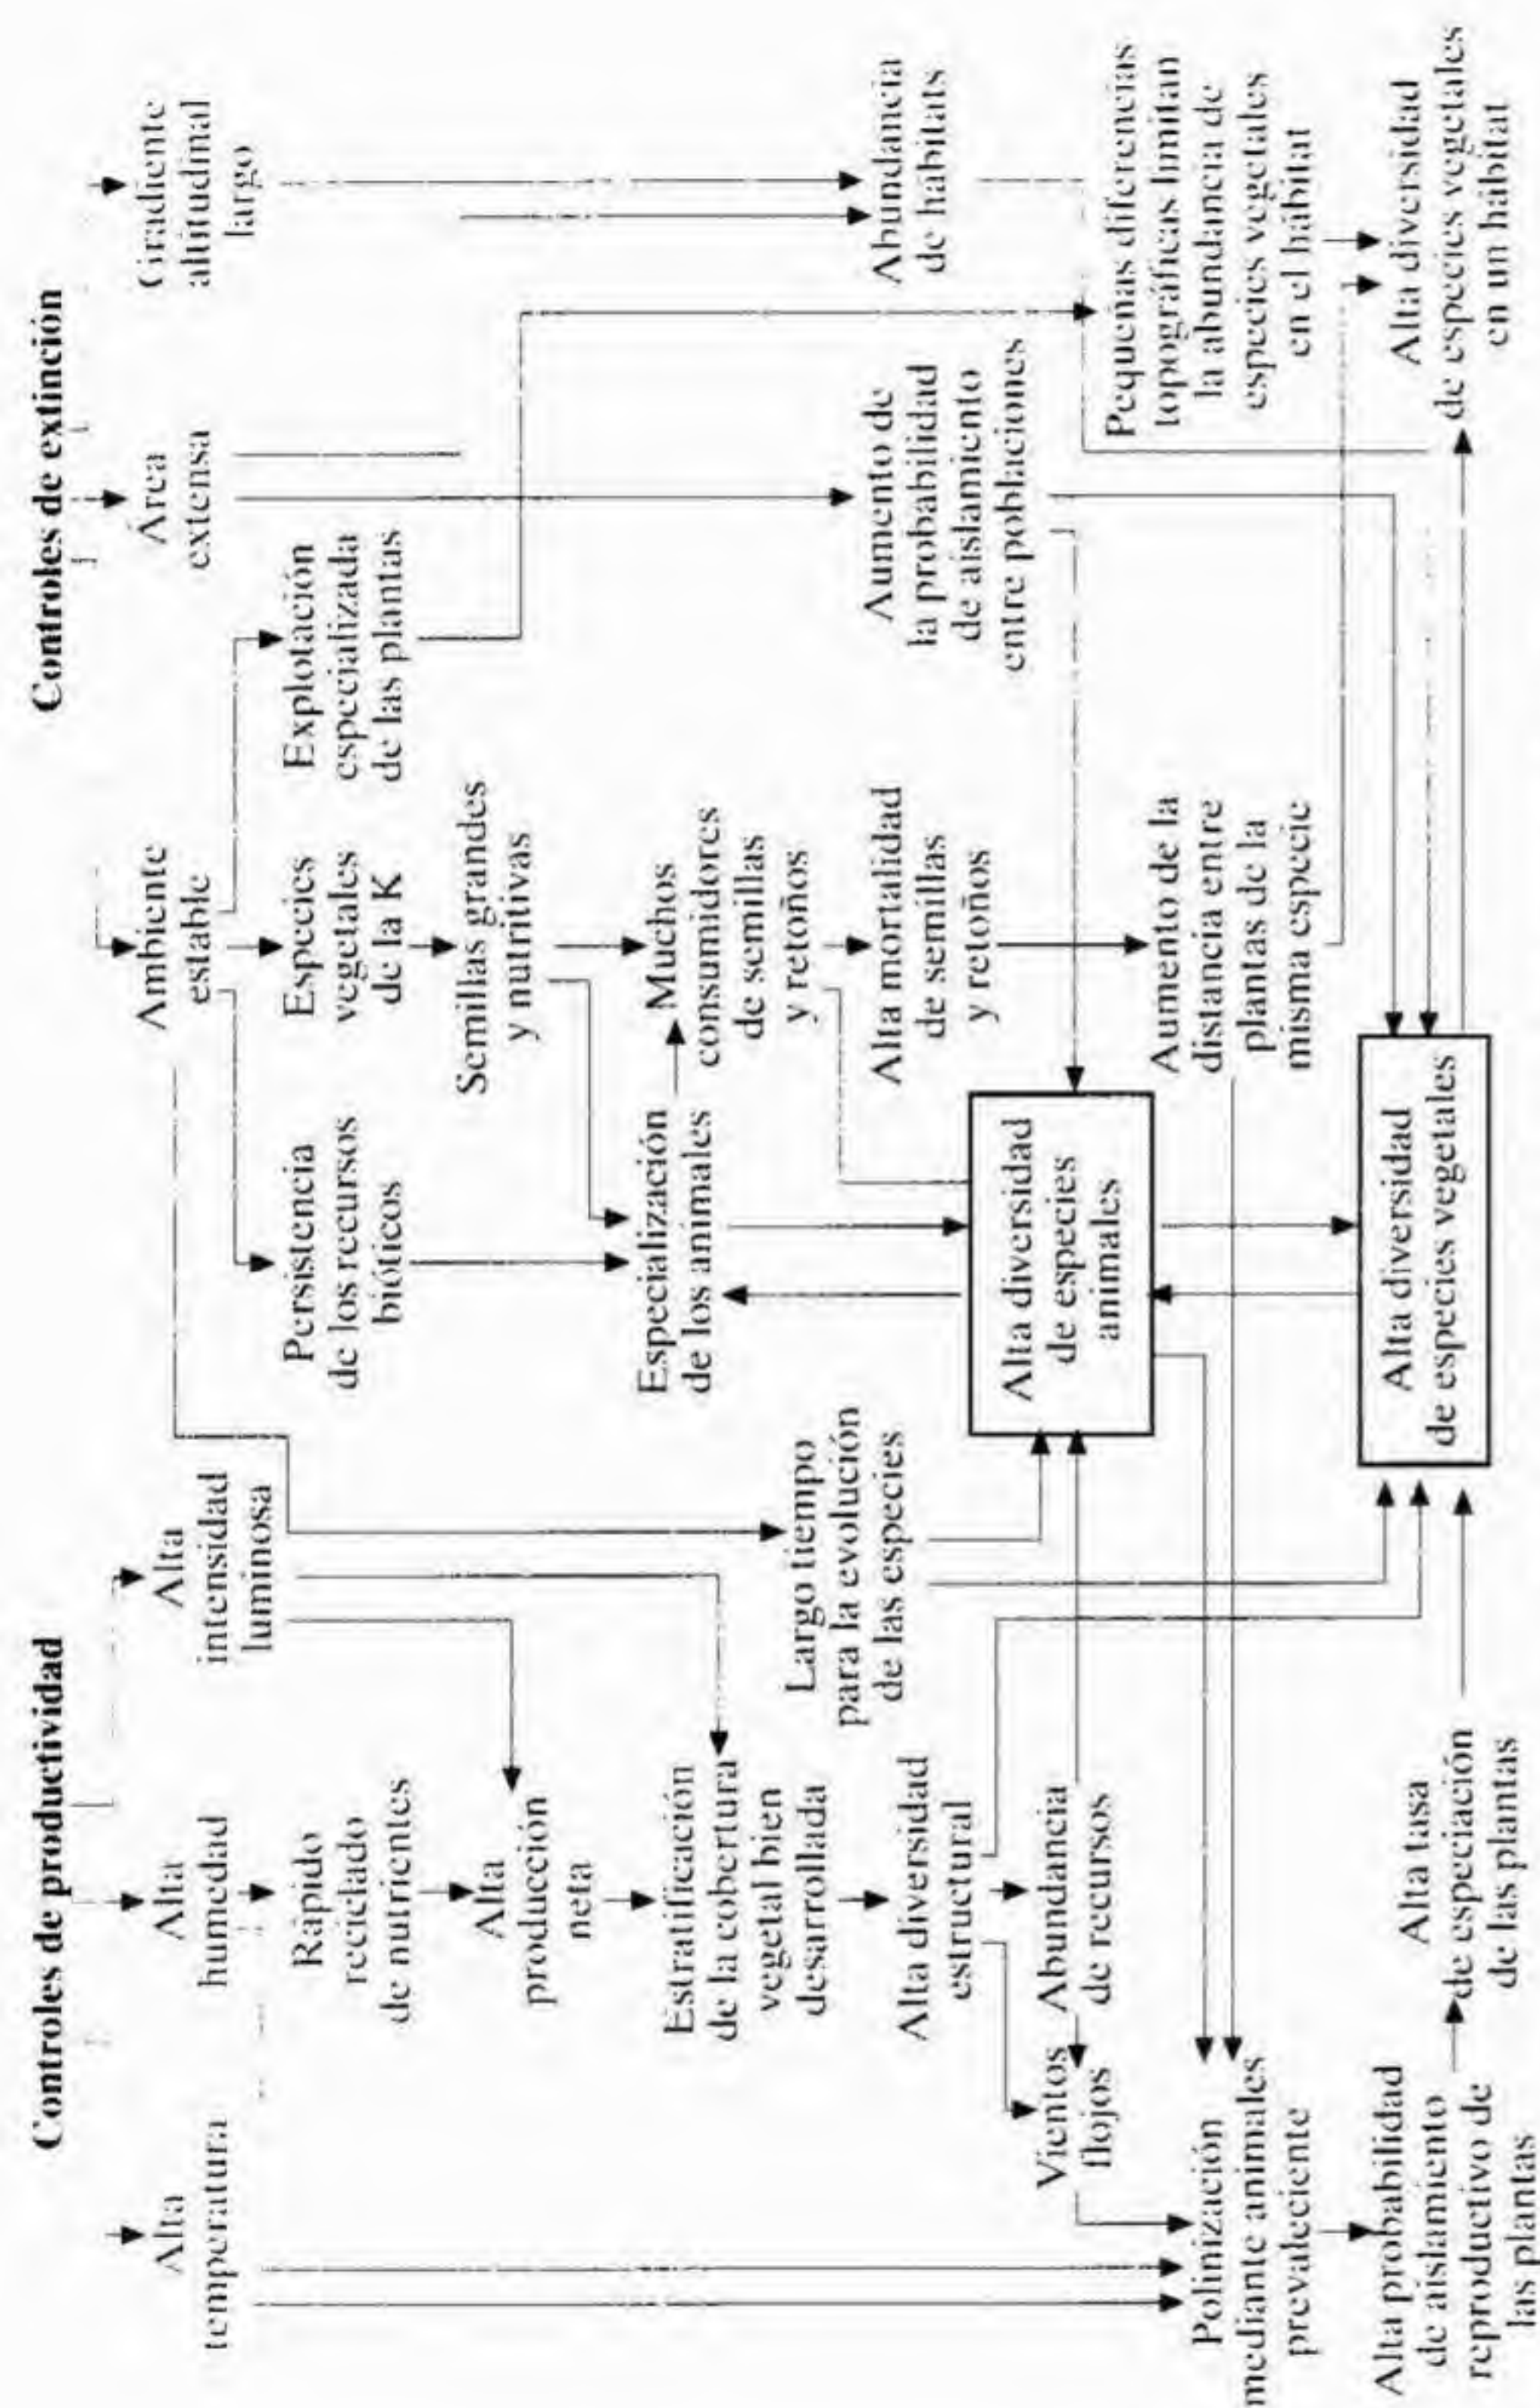 Controles de productividad
Controles de extinción
Alta
temperatura
Alta
humedad
Alta
intensidad
luminosa
Ambiente
estable
Área
extensa
Gradiente
altitudinal
largo
Rápido
reciclado
de nutrientes
Persistencia
de los recursos
bióticos
Especies
vegetales
de la K
Explotación
especializada
de las plantas
Alta
producción
neta
Semillas grandes
y nutritivas
Estratificación
de la cobertura
vegetal bien
desarrollada
Especialización
de los animales
Muchos
consumidores
de semillas
y retoños
Largo tiempo
para la evolución
de las especies
Alta diversidad
estructural
Alta mortalidad
de semillas
y retoños
Aumento de
la probabilidad
de aislamiento
entre poblaciones
Abundancia
de hábitats
Vientos
flojos
Abundancia
de recursos
Alta diversidad
de especies
animales
Pequeñas diferencias
topográficas limitan
la abundancia de
especies vegetales
en el hábitat
Aumento de la
distancia entre
plantas de la
misma especie
Polinización
mediante animales
prevaleciente
Alta probabilidad
de aislamiento
reproductivo de
las plantas
Alta tasa
de especiación
de las plantas
Alta diversidad
de especies vegetales
Alta diversidad
de especies vegetales
en un hábitat